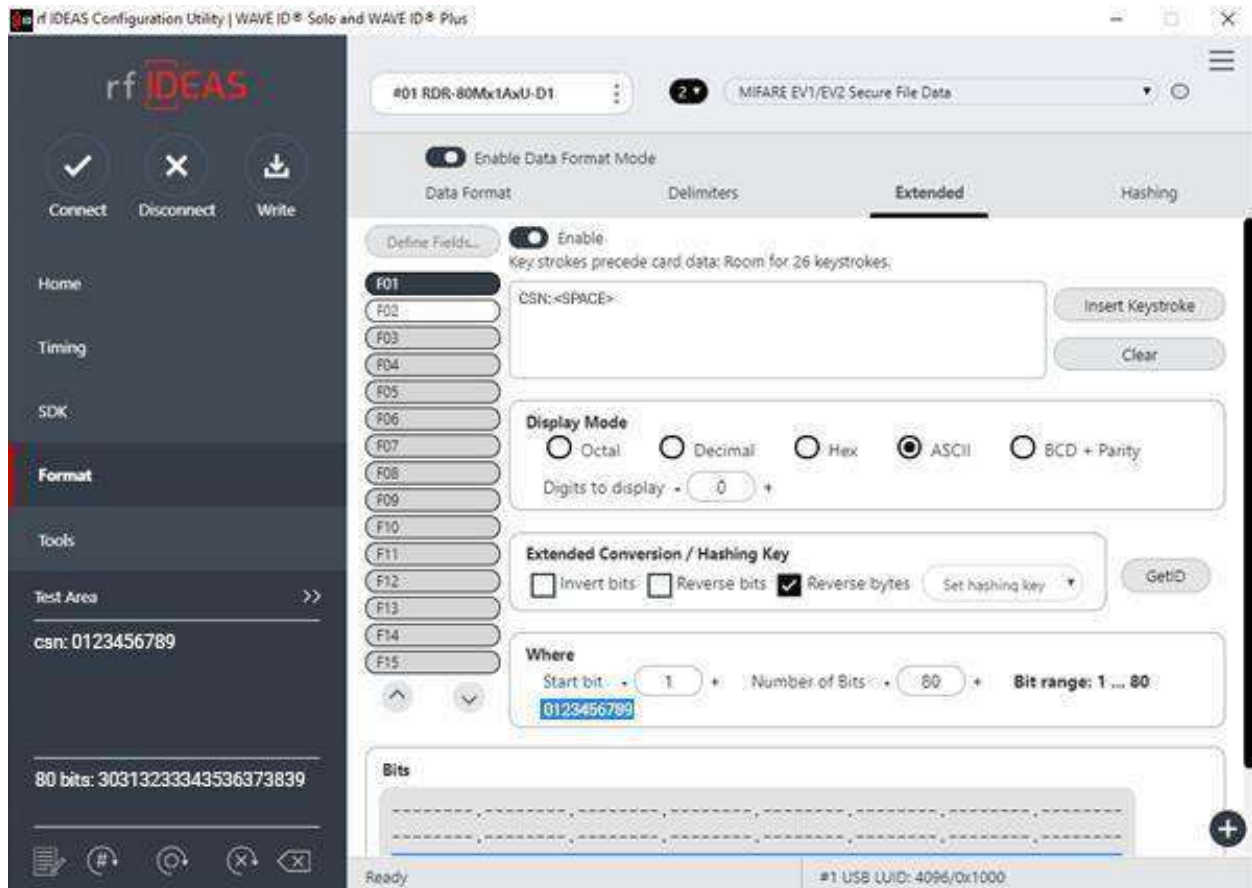 rf IDEAS Configuration Utility | WAVE ID® Solo and WAVE ID® Plus
rf IDEAS
Connect
Disconnect
Write
Home
Timing
SDK
Format
Tools
Test Area >>
csn: 0123456789
80 bits: 30313233343536373839
#01 RDR-80Mx1AxU-D1
2
MIFARE EV1/EV2 Secure File Data
Enable Data Format Mode
Data Format
Delimiters
Extended
Hashing
Define Fields...
F01
F02
F03
F04
F05
F06
F07
F08
F09
F10
F11
F12
F13
F14
F15
Enable
Key strokes precede card data: Room for 26 keystrokes.
CSN:<SPACE>
Insert Keystroke
Clear
Display Mode
Octal
Decimal
Hex
ASCII
BCD + Parity
Digits to display - 0 +
Extended Conversion / Hashing Key
Invert bits
Reverse bits
Reverse bytes
Set hashing key
GetID
Where
Start bit - 1 +
Number of Bits - 80 +
Bit range: 1 ... 80
0123456789
Bits
--------.--------.--------.--------.--------.--------.--------.--------
--------.--------.--------.--------.--------.--------.--------.--------
Ready
#1 USB LUID: 4096/0x1000